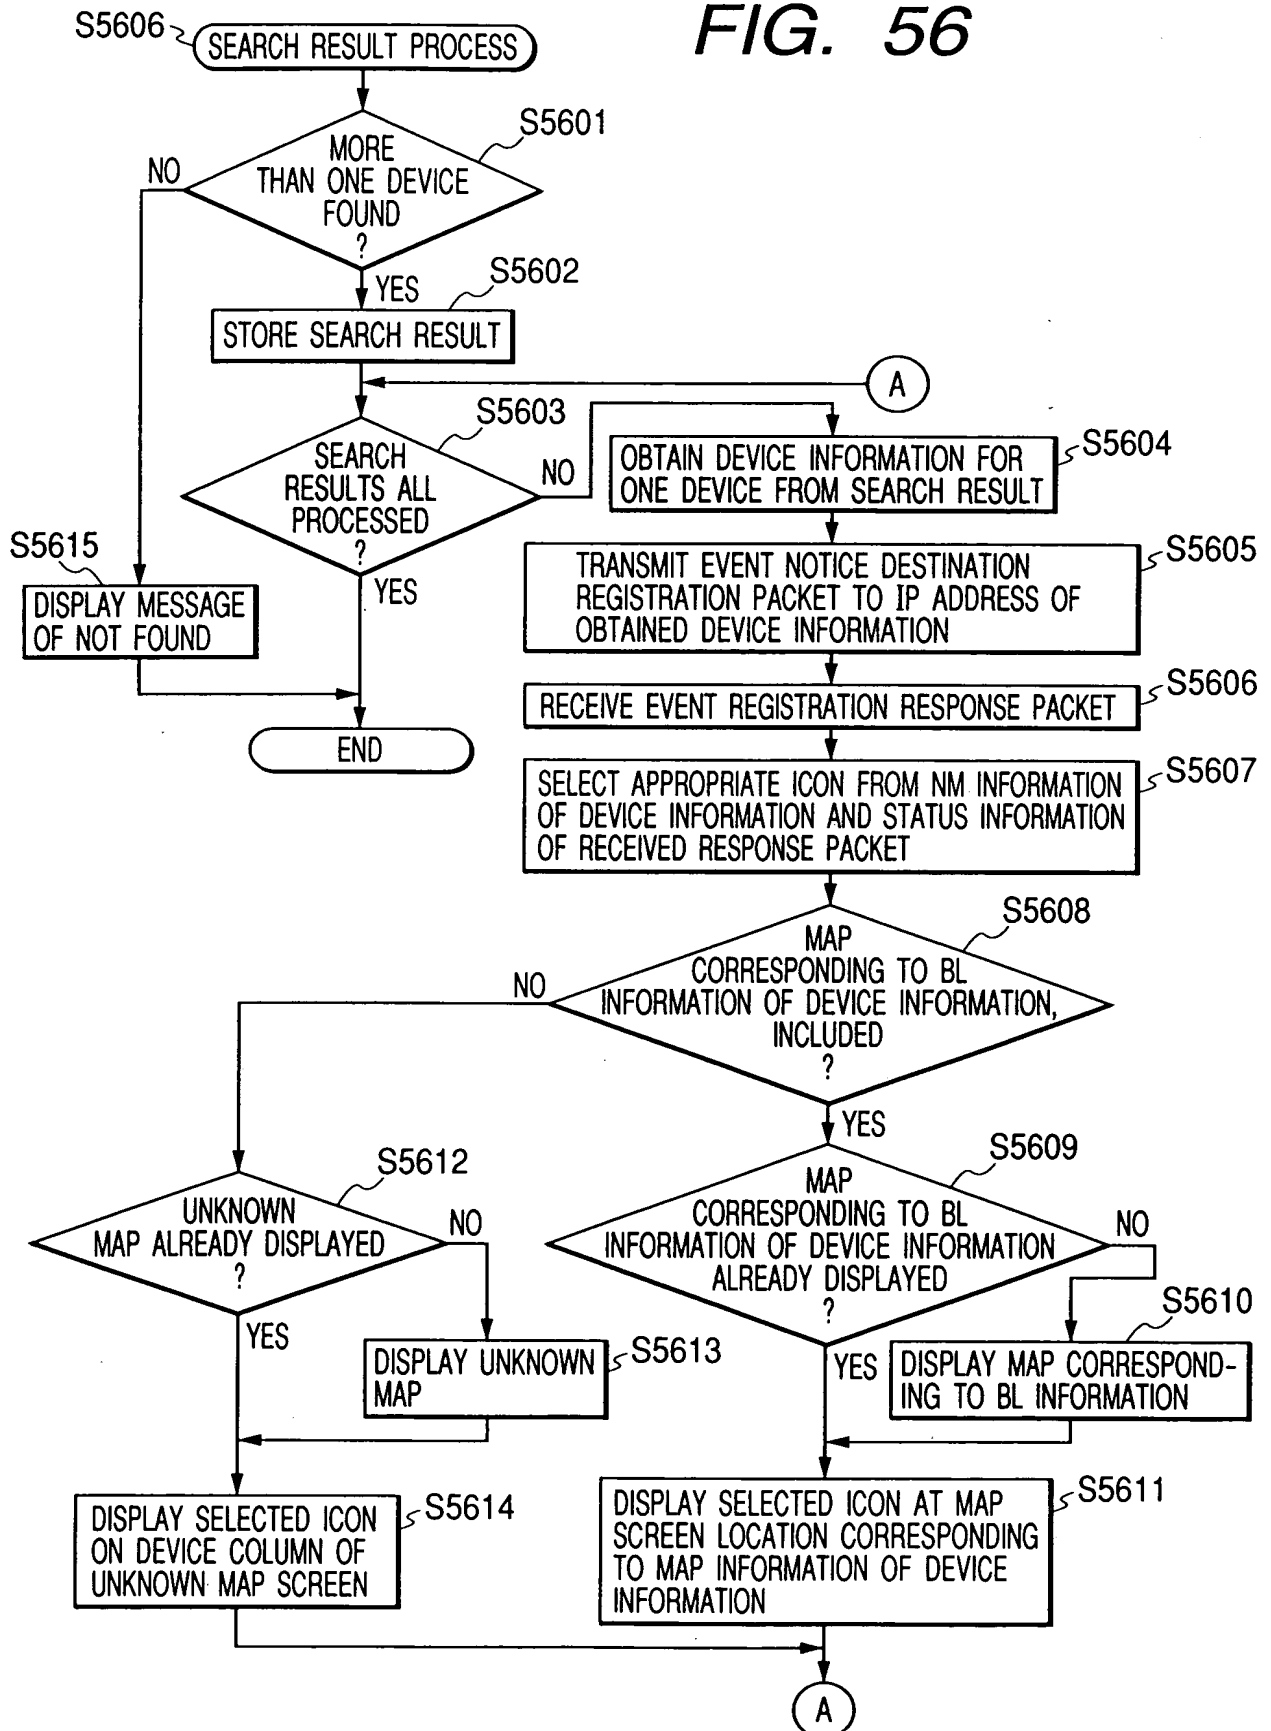 FIG. 56
S5606
SEARCH RESULT PROCESS
S5601
MORE
THAN ONE DEVICE
FOUND
?
NO
YES
S5602
STORE SEARCH RESULT
A
S5603
SEARCH
RESULTS ALL
PROCESSED
?
NO
YES
S5604
OBTAIN DEVICE INFORMATION FOR
ONE DEVICE FROM SEARCH RESULT
S5615
DISPLAY MESSAGE
OF NOT FOUND
END
S5605
TRANSMIT EVENT NOTICE DESTINATION
REGISTRATION PACKET TO IP ADDRESS OF
OBTAINED DEVICE INFORMATION
S5606
RECEIVE EVENT REGISTRATION RESPONSE PACKET
S5607
SELECT APPROPRIATE ICON FROM NM INFORMATION
OF DEVICE INFORMATION AND STATUS INFORMATION
OF RECEIVED RESPONSE PACKET
S5608
MAP
CORRESPONDING TO BL
INFORMATION OF DEVICE INFORMATION,
INCLUDED
?
NO
YES
S5612
UNKNOWN
MAP ALREADY DISPLAYED
?
NO
YES
S5613
DISPLAY UNKNOWN
MAP
S5614
DISPLAY SELECTED ICON
ON DEVICE COLUMN OF
UNKNOWN MAP SCREEN
S5609
MAP
CORRESPONDING TO BL
INFORMATION OF DEVICE INFORMATION
ALREADY DISPLAYED
?
NO
YES
S5610
DISPLAY MAP CORRESPOND-
ING TO BL INFORMATION
S5611
DISPLAY SELECTED ICON AT MAP
SCREEN LOCATION CORRESPONDING
TO MAP INFORMATION OF DEVICE
INFORMATION
A